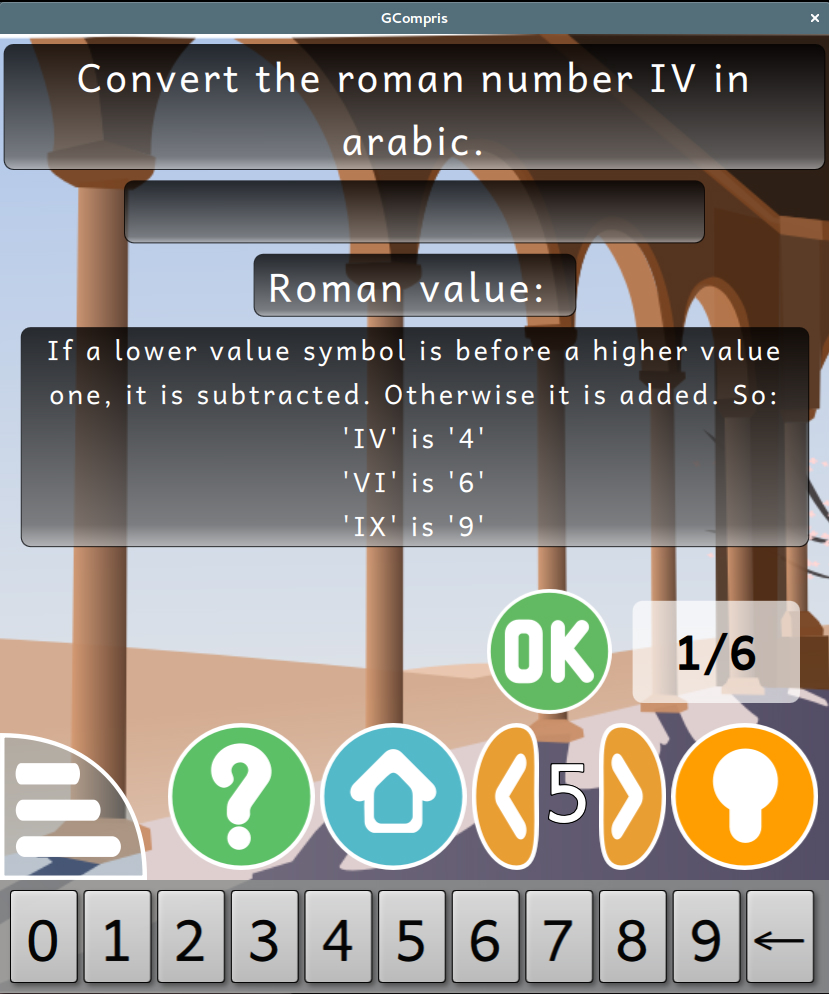 GCompris
Convert the roman number IV in
arabic.
Roman value:
If a lower value symbol is before a higher value
one, it is subtracted. Otherwise it is added. So:
'IV' is '4'
'VI' is '6'
'IX' is '9'
OK
1/6
?
5
0 1 2 3 4 5 6 7 8 9 ←